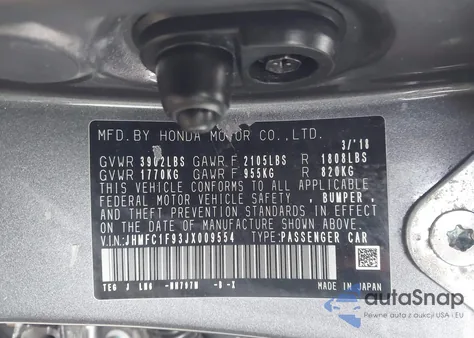 MFD.BY HONDA MOTOR CO.,LTD.
3/'18
GVWR 3902LBS GAWR F 2105LBS R 1808LBS
GVWR 1770KG GAWR F 955KG R 820KG
THIS VEHICLE CONFORMS TO ALL APPLICABLE
FEDERAL MOTOR VEHICLE SAFETY , BUMPER ,
AND THEFT PREVENTION STANDARDS IN EFFECT
ON THE DATE OF MANUFACTURE SHOWN ABOVE.
V.I.N:JHMFC1F93JX009554 TYPE:PASSENGER CAR
TEG J -B -X MADE IN JAPAN
autoSnap
Pewne auta z aukcji USA i EU